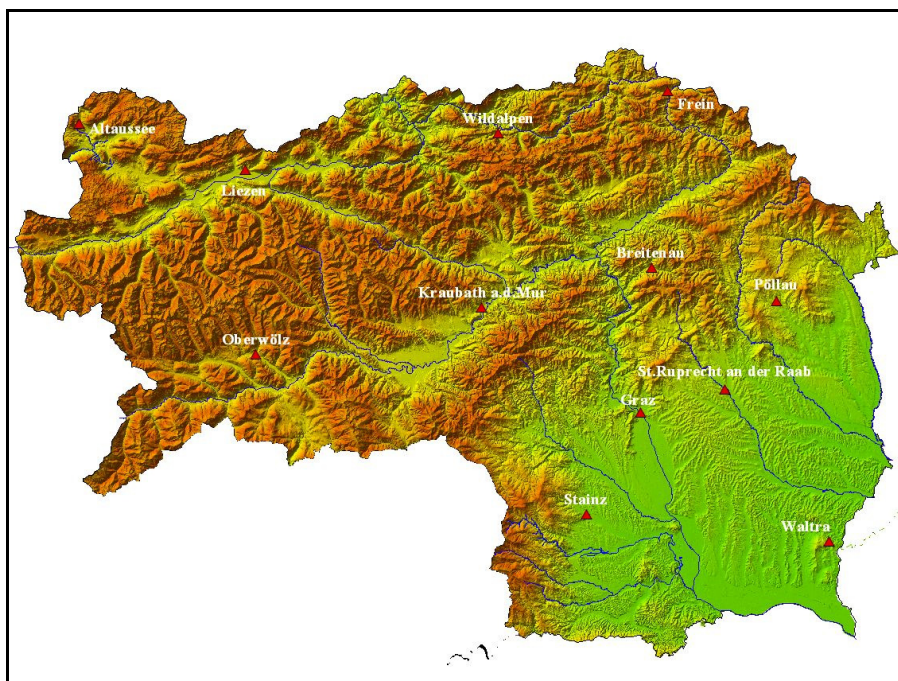 Frein
Wildalpen
Altaussee
Liezen
Breitenau
Pöllau
Kraubath a.d.Mur
Oberwölz
St.Ruprecht an der Raab
Graz
Stainz
Waltra